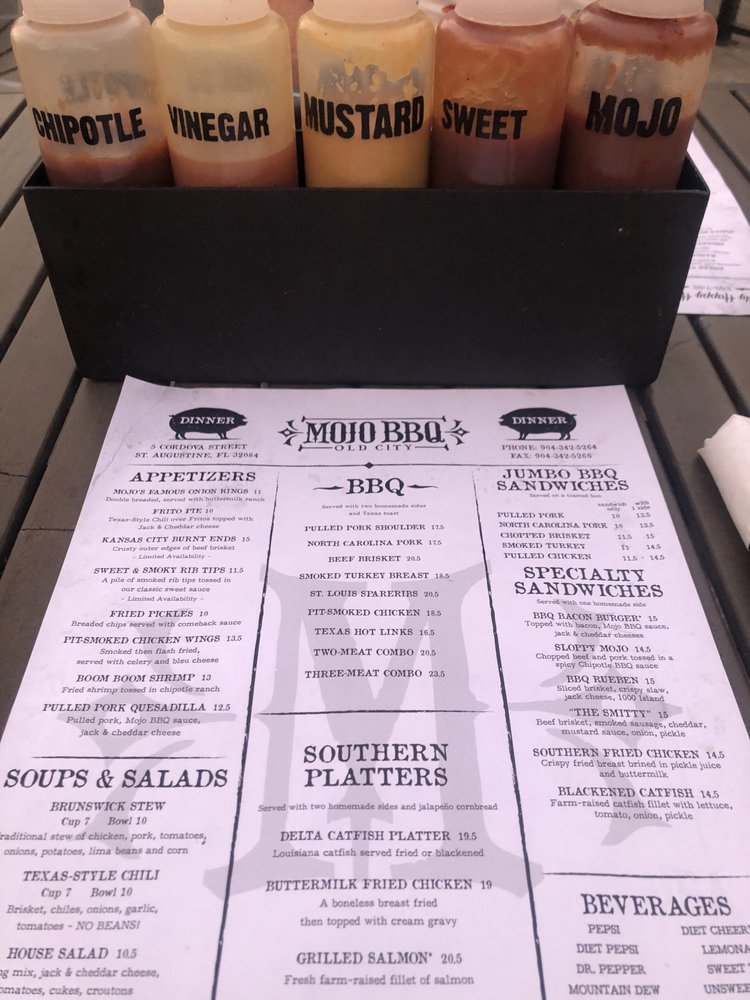 CHIPOTLE
VINEGAR
MUSTARD
SWEET
MOJO
DINNER
5 CORDOVA STREET
ST. AUGUSTINE, FL 32084
MOJO BBQ
OLD CITY
DINNER
PHONE: 904-342-5264
FAX: 904-342-5266
APPETIZERS
MOJO'S FAMOUS ONION RINGS 11
Double breaded, served with buttermilk ranch
FRITO PIE 10
Texas-Style Chili over Fritos topped with
Jack & Cheddar cheese
KANSAS CITY BURNT ENDS 15
Crusty outer edges of beef brisket
- Limited Availability -
SWEET & SMOKY RIB TIPS 11.5
A pile of smoked rib tips tossed in
our classic sweet sauce
- Limited Availability -
FRIED PICKLES 10
Breaded chips served with comeback sauce
PIT-SMOKED CHICKEN WINGS 13.5
Smoked then flash fried,
served with celery and bleu cheese
BOOM BOOM SHRIMP 13
Fried shrimp tossed in chipotle ranch
PULLED PORK QUESADILLA 12.5
Pulled pork, Mojo BBQ sauce,
jack & cheddar cheese
SOUPS & SALADS
BRUNSWICK STEW
Cup 7 Bowl 10
raditional stew of chicken, pork, tomatoes,
onions, potatoes, lima beans and corn
TEXAS-STYLE CHILI
Cup 7 Bowl 10
Brisket, chiles, onions, garlic,
tomatoes - NO BEANS!
HOUSE SALAD 10.5
ng mix, jack & cheddar cheese,
omatoes, cukes, croutons
BBQ
Served with two homemade sides
and Texas toast
PULLED PORK SHOULDER 17.5
NORTH CAROLINA PORK 17.5
BEEF BRISKET 20.5
SMOKED TURKEY BREAST 18.5
ST. LOUIS SPARERIBS 20.5
PIT-SMOKED CHICKEN 18.5
TEXAS HOT LINKS 16.5
TWO-MEAT COMBO 20.5
THREE-MEAT COMBO 23.5
SOUTHERN
PLATTERS
Served with two homemade sides and jalapeño cornbread
DELTA CATFISH PLATTER 19.5
Louisiana catfish served fried or blackened
BUTTERMILK FRIED CHICKEN 19
A boneless breast fried
then topped with cream gravy
GRILLED SALMON* 20.5
Fresh farm-raised fillet of salmon
JUMBO BBQ
SANDWICHES
Served on a toasted bun
sandwich only with 1 side
PULLED PORK 10 13.5
NORTH CAROLINA PORK 10 13.5
CHOPPED BRISKET 11.5 15
SMOKED TURKEY 11 14.5
PULLED CHICKEN 11.5 14.5
SPECIALTY
SANDWICHES
Served with one homemade side
BBQ BACON BURGER* 15
Topped with bacon, Mojo BBQ sauce,
jack & cheddar cheeses
SLOPPY MOJO 14.5
Chopped beef and pork tossed in a
spicy Chipotle BBQ sauce
BBQ RUEBEN 15
Sliced brisket, crispy slaw,
jack cheese, 1000 Island
"THE SMITTY" 15
Beef brisket, smoked sausage, cheddar,
mustard sauce, onion, pickle
SOUTHERN FRIED CHICKEN 14.5
Crispy fried breast brined in pickle juice
and buttermilk
BLACKENED CATFISH 14.5
Farm-raised catfish fillet with lettuce,
tomato, onion, pickle
BEVERAGES
PEPSI
DIET PEPSI
DR. PEPPER
MOUNTAIN DEW
DIET CHEER
LEMONA
SWEET
UNSWEE